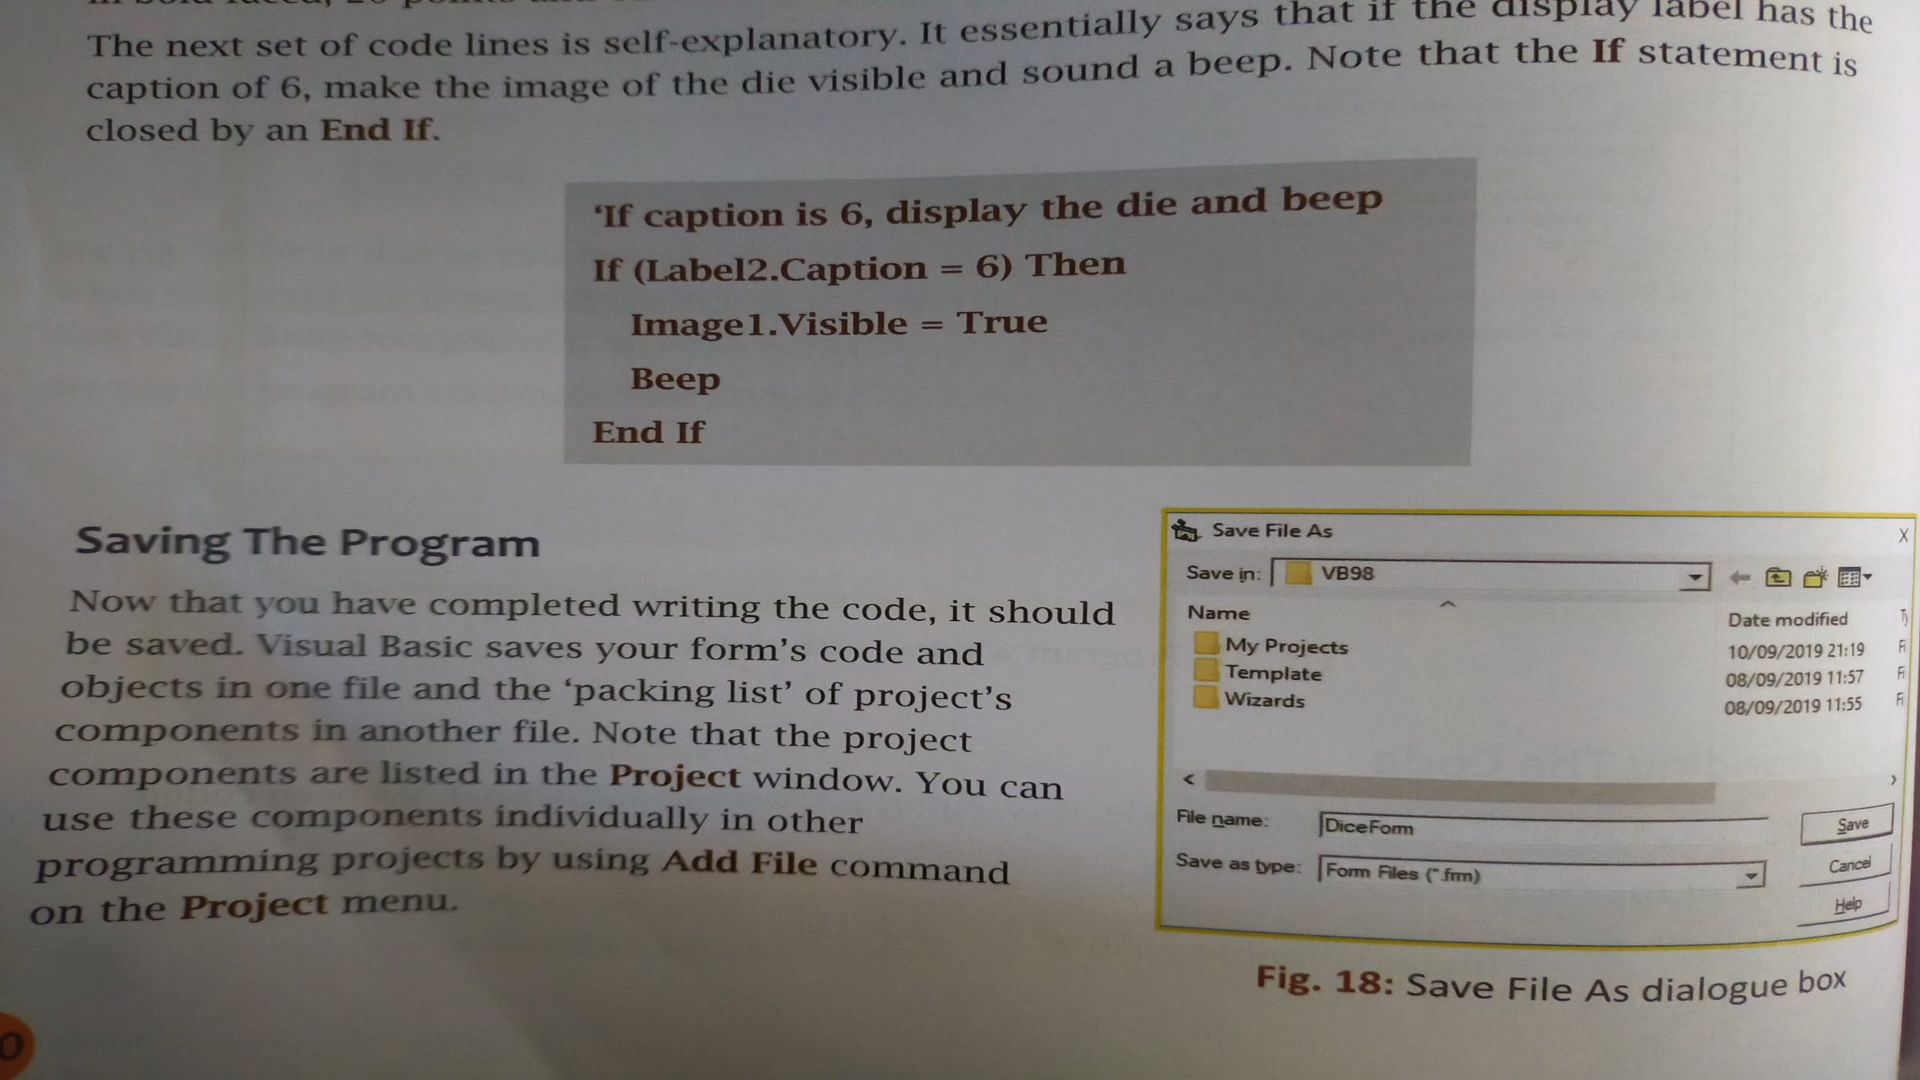 The next set of code lines is self-explanatory. It essentially says that if the display label has the
caption of 6, make the image of the die visible and sound a beep. Note that the If statement is
closed by an End If.
‘If caption is 6, display the die and beep
If (Label2.Caption = 6) Then
Image1.Visible = True
Beep
End If
Saving The Program
Now that you have completed writing the code, it should
be saved. Visual Basic saves your form’s code and
objects in one file and the ‘packing list’ of project’s
components in another file. Note that the project
components are listed in the Project window. You can
use these components individually in other
programming projects by using Add File command
on the Project menu.
Save File As X
Save in: VB98
Name Date modified
My Projects 10/09/2019 21:19
Template 08/09/2019 11:57
Wizards 08/09/2019 11:55
File name: DiceForm Save
Save as type: Form Files (*.frm) Cancel
Help
Fig. 18: Save File As dialogue box